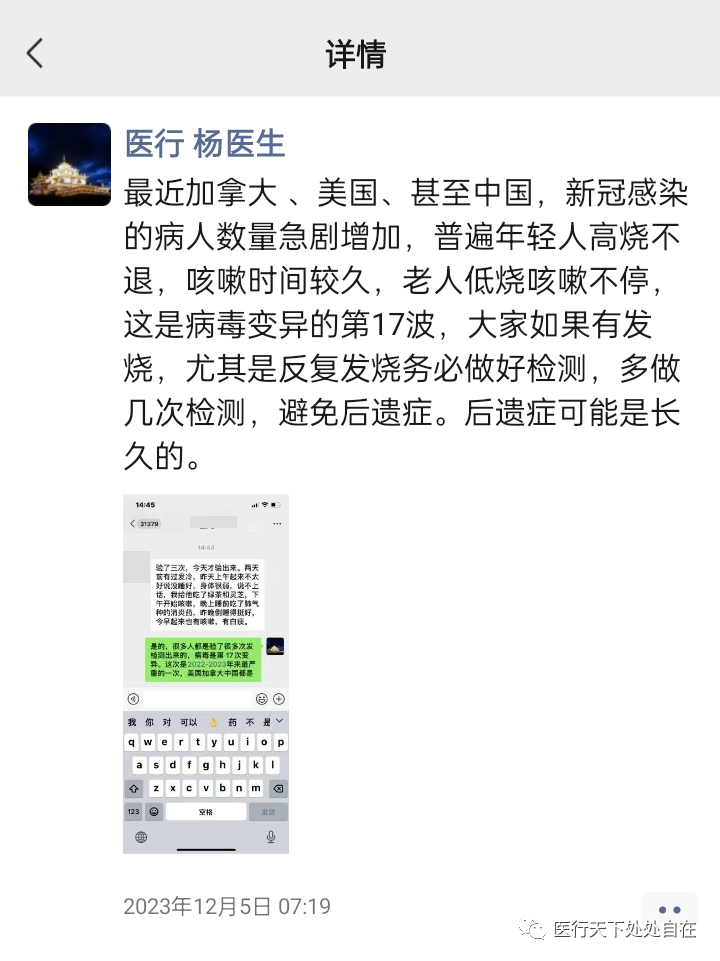 详情
医行 杨医生
最近加拿大 、美国、甚至中国，新冠感染
的病人数量急剧增加，普遍年轻人高烧不
退，咳嗽时间较久，老人低烧咳嗽不停，
这是病毒变异的第17波，大家如果有发
烧，尤其是反复发烧务必做好检测，多做
几次检测，避免后遗症。后遗症可能是长
久的。
14:45
31379
14:43
验了三次，今天才验出来。两天
前有过发冷，昨天上午起来不太
好说没睡好，身体很弱，说不上
话，我给他吃了绿茶和灵芝，下
午开始咳嗽，晚上睡前吃了肺气
种的消炎药，昨晚倒睡得挺好，
今早起来也有咳嗽，有白痰。
是的，很多人都是验了很多次发
检测出来的，病毒是第 17次变
异。这次是2022-2023年来最严
重的一次，美国加拿大中国都是
我 你 对 可以 👌 药 不 是
q w e r t y u i o p
a s d f g h j k l
z x c v b n m
123 空格 发送
2023年12月5日 07:19
医行天下处处自在